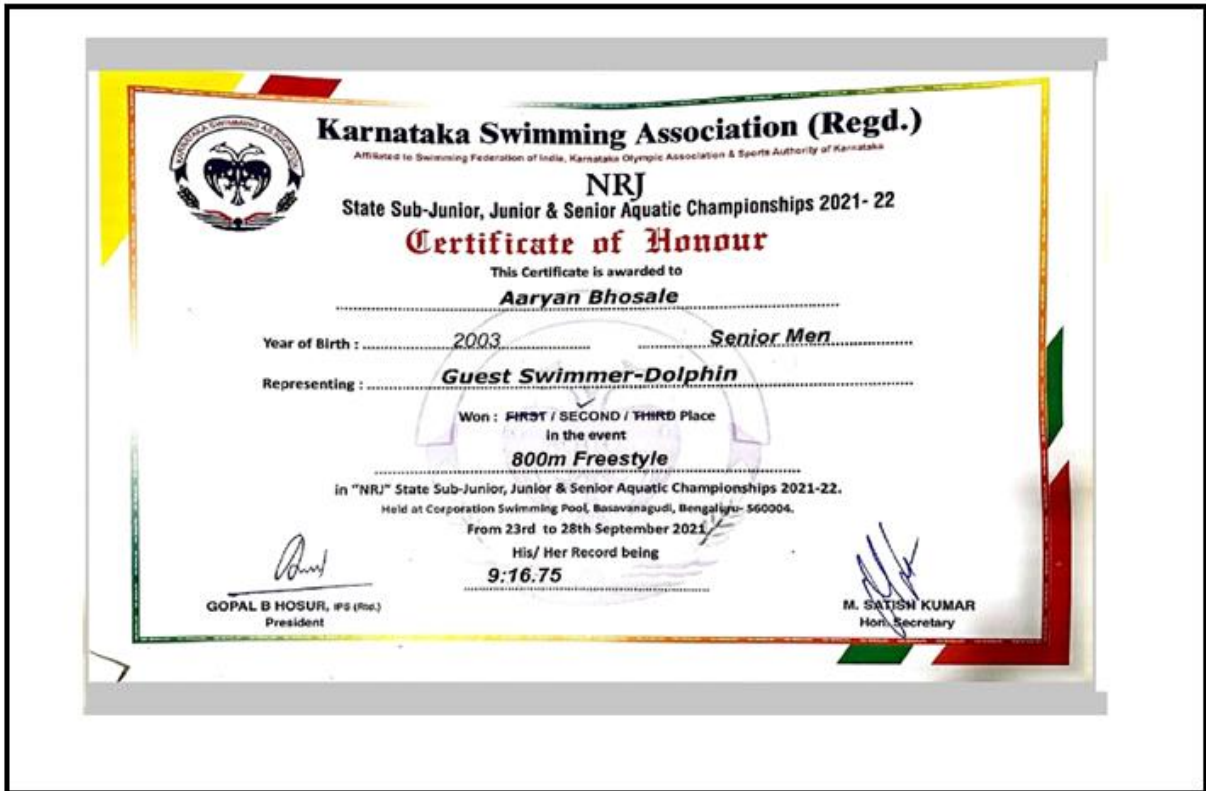 KARNATAKA SWIMMING ASSOCIATION
Karnataka Swimming Association (Regd.)
Affiliated to Swimming Federation of India, Karnataka Olympic Association & Sports Authority of Karnataka
NRJ
State Sub-Junior, Junior & Senior Aquatic Championships 2021- 22
Certificate of Honour
This Certificate is awarded to
Aaryan Bhosale
Year of Birth : 2003 Senior Men
Representing : Guest Swimmer-Dolphin
Won : FIRST / SECOND / THIRD Place
in the event
800m Freestyle
in "NRJ" State Sub-Junior, Junior & Senior Aquatic Championships 2021-22.
Held at Corporation Swimming Pool, Basavanagudi, Bengaluru- 560004.
From 23rd to 28th September 2021
His/ Her Record being
9:16.75
GOPAL B HOSUR, IPS (Rtd.)
President
M. SATISH KUMAR
Hon. Secretary